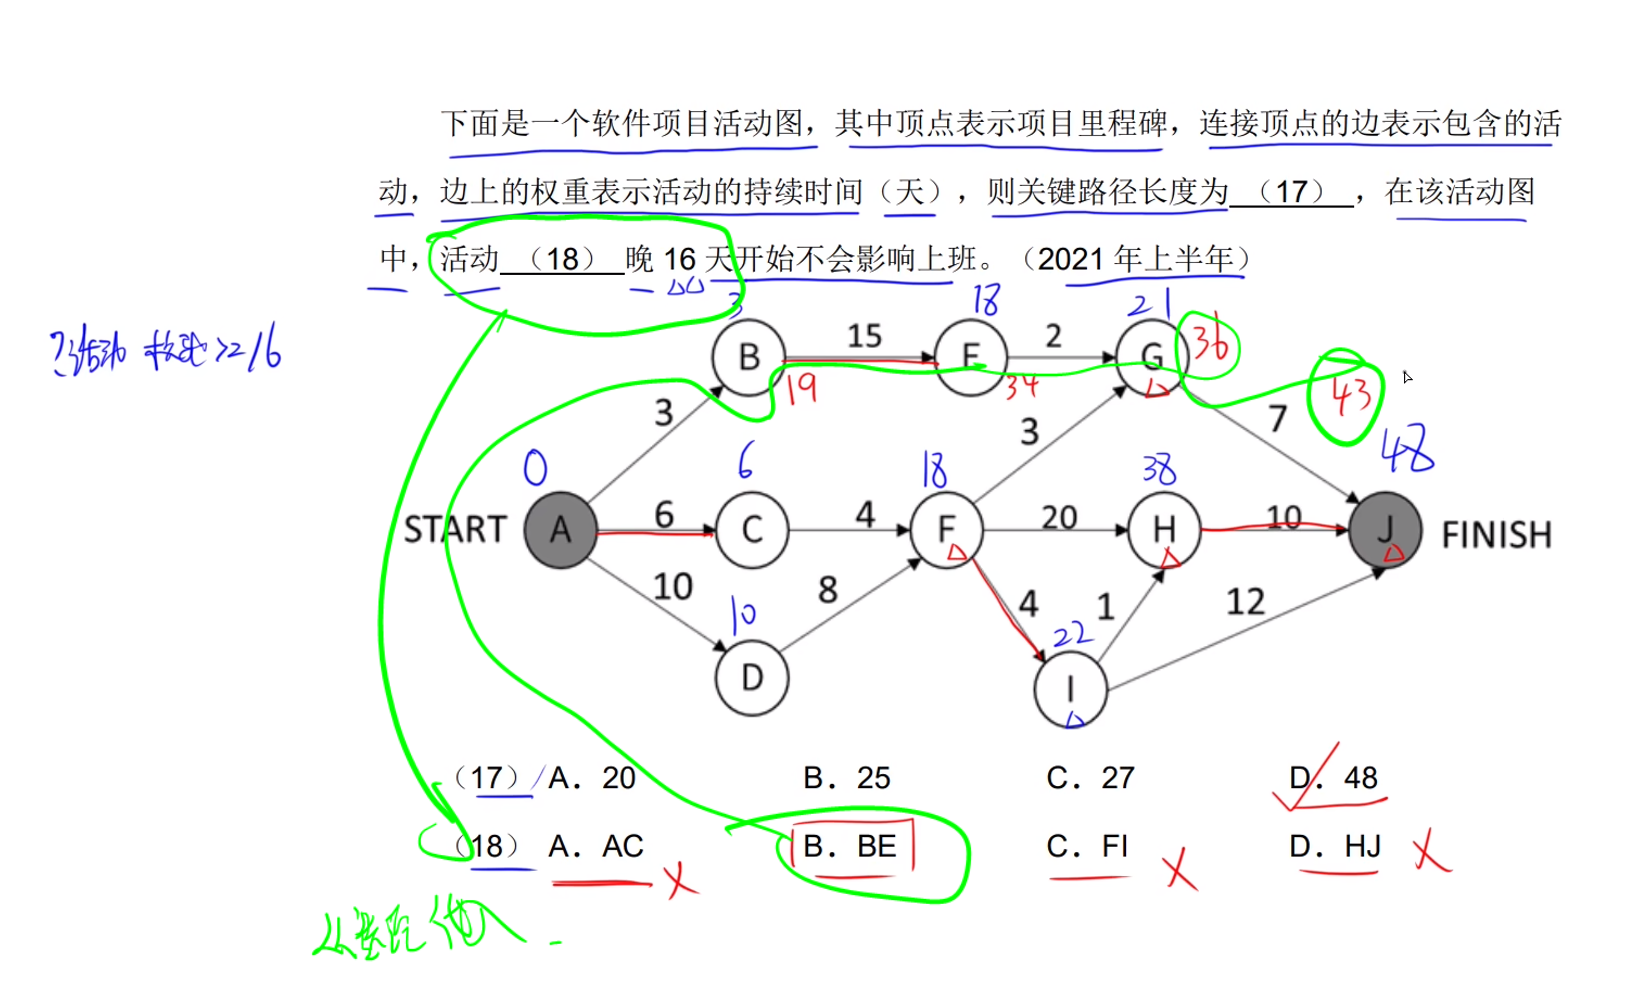 下面是一个软件项目活动图，其中顶点表示项目里程碑，连接顶点的边表示包含的活
动，边上的权重表示活动的持续时间（天），则关键路径长度为 （17） ，在该活动图
中，活动 （18） 晚 16 天开始不会影响上班。（2021 年上半年）
3 18 21
B 15 E 2 G 36
活动 >2/6
19 34 43
3 3 7 48
0 6 18 38
START A 6 C 4 F 20 H 10 J FINISH
10 8 4 1 12
10 22
D I
（17） A．20 B．25 C．27 D．48
（18） A．AC B．BE C．FI D．HJ
代入